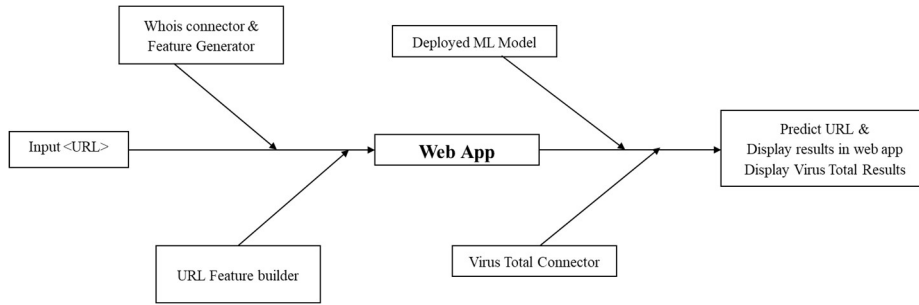 Whois connector &
Feature Generator
Deployed ML Model
Input <URL>
Web App
Predict URL &
Display results in web app
Display Virus Total Results
URL Feature builder
Virus Total Connector